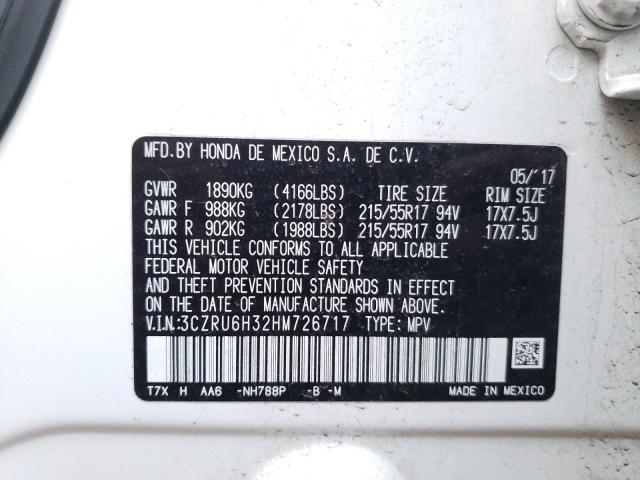 MFD.BY HONDA DE MEXICO S.A. DE C.V.
05/'17
GVWR 1890KG (4166LBS) TIRE SIZE RIM SIZE
GAWR F 988KG (2178LBS) 215/55R17 94V 17X7.5J
GAWR R 902KG (1988LBS) 215/55R17 94V 17X7.5J
THIS VEHICLE CONFORMS TO ALL APPLICABLE
FEDERAL MOTOR VEHICLE SAFETY
AND THEFT PREVENTION STANDARDS IN EFFECT
ON THE DATE OF MANUFACTURE SHOWN ABOVE.
V.I.N.:3CZRU6H32HM726717 TYPE: MPV
T7X H AA6 -NH788P -B -M MADE IN MEXICO